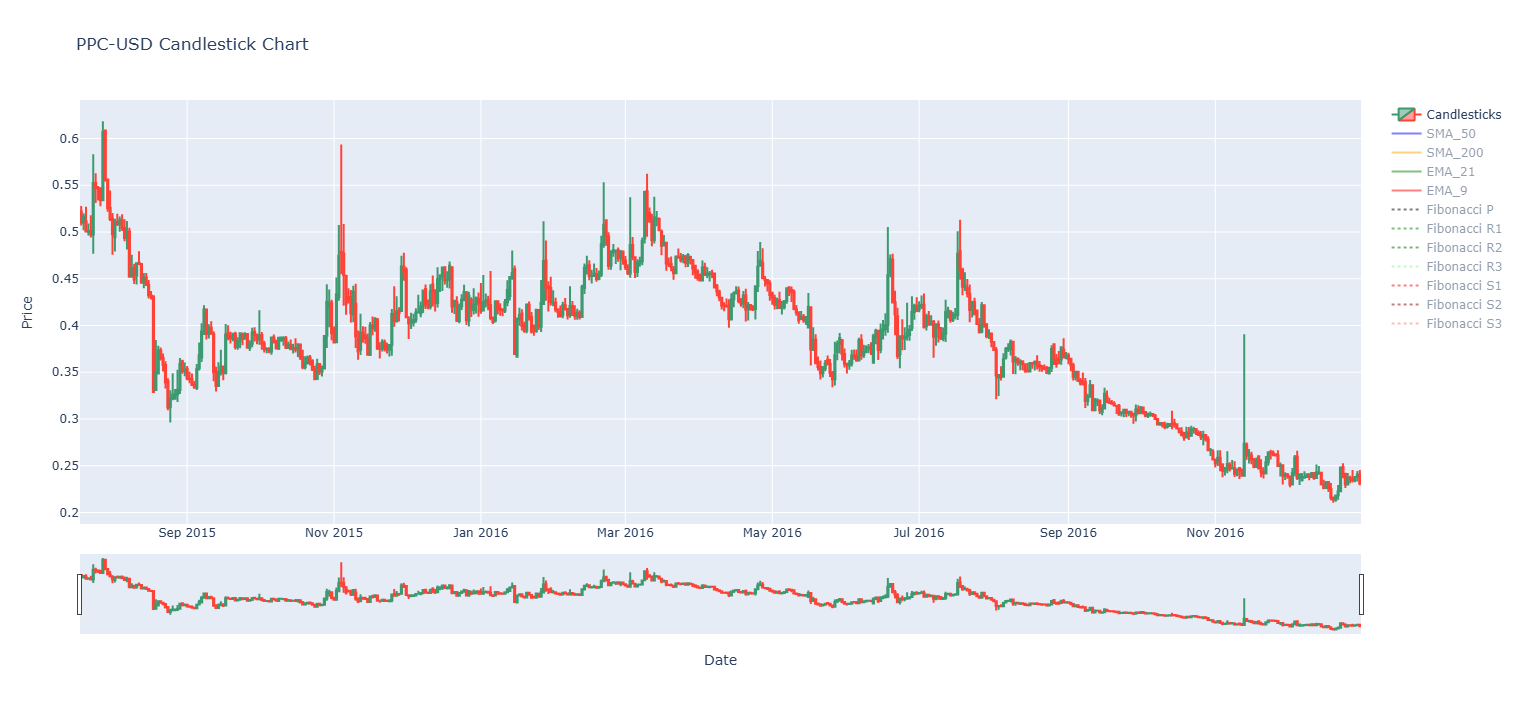 PPC-USD Candlestick Chart
Price
0.6
0.55
0.5
0.45
0.4
0.35
0.3
0.25
0.2
Sep 2015
Nov 2015
Jan 2016
Mar 2016
May 2016
Jul 2016
Sep 2016
Nov 2016
Date
Candlesticks
SMA_50
SMA_200
EMA_21
EMA_9
Fibonacci P
Fibonacci R1
Fibonacci R2
Fibonacci R3
Fibonacci S1
Fibonacci S2
Fibonacci S3